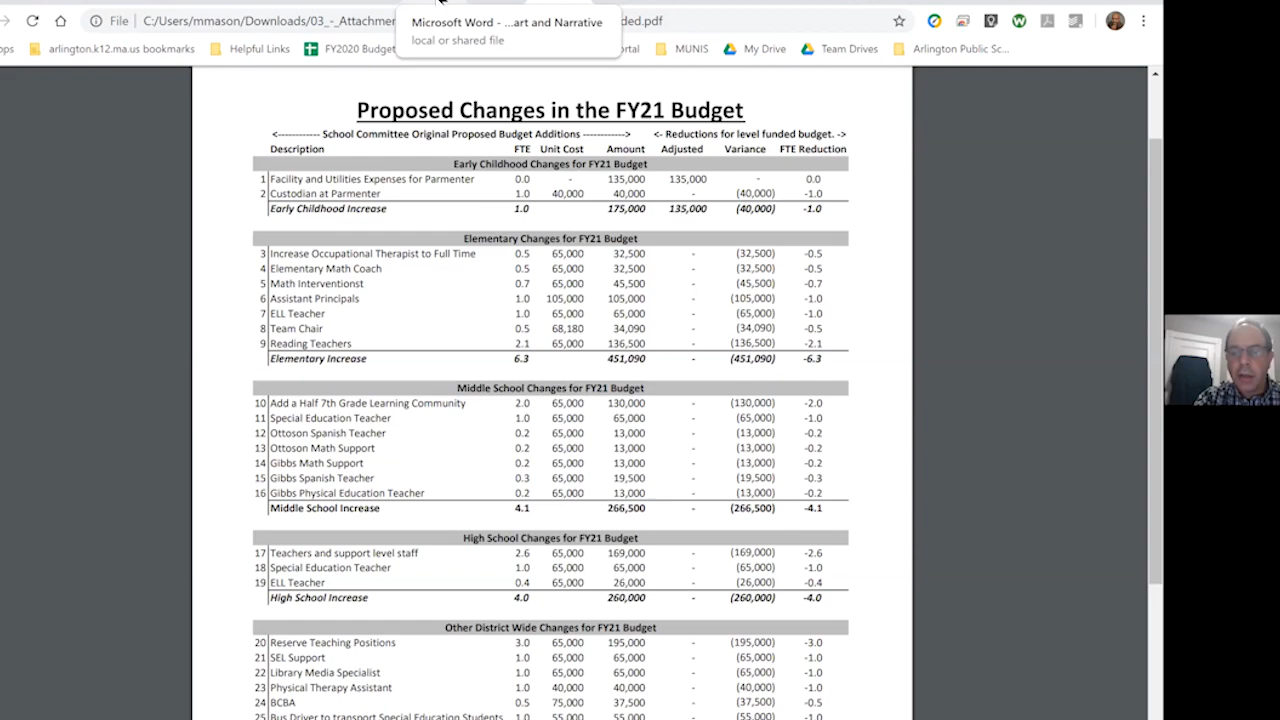 File C:/Users/mmason/Downloads/03_-_Attachmen ded.pdf
Microsoft Word - ...art and Narrative
local or shared file
ops arlington.k12.ma.us bookmarks Helpful Links FY2020 Budget ortal MUNIS My Drive Team Drives Arlington Public Sc...
Proposed Changes in the FY21 Budget
<------------ School Committee Original Proposed Budget Additions ------------> <- Reductions for level funded budget. ->
Description FTE Unit Cost Amount Adjusted Variance FTE Reduction
Early Childhood Changes for FY21 Budget
1 Facility and Utilities Expenses for Parmenter 0.0 - 135,000 135,000 - 0.0
2 Custodian at Parmenter 1.0 40,000 40,000 - (40,000) -1.0
Early Childhood Increase 1.0 175,000 135,000 (40,000) -1.0
Elementary Changes for FY21 Budget
3 Increase Occupational Therapist to Full Time 0.5 65,000 32,500 - (32,500) -0.5
4 Elementary Math Coach 0.5 65,000 32,500 - (32,500) -0.5
5 Math Interventionst 0.7 65,000 45,500 - (45,500) -0.7
6 Assistant Principals 1.0 105,000 105,000 - (105,000) -1.0
7 ELL Teacher 1.0 65,000 65,000 - (65,000) -1.0
8 Team Chair 0.5 68,180 34,090 - (34,090) -0.5
9 Reading Teachers 2.1 65,000 136,500 - (136,500) -2.1
Elementary Increase 6.3 451,090 - (451,090) -6.3
Middle School Changes for FY21 Budget
10 Add a Half 7th Grade Learning Community 2.0 65,000 130,000 - (130,000) -2.0
11 Special Education Teacher 1.0 65,000 65,000 - (65,000) -1.0
12 Ottoson Spanish Teacher 0.2 65,000 13,000 - (13,000) -0.2
13 Ottoson Math Support 0.2 65,000 13,000 - (13,000) -0.2
14 Gibbs Math Support 0.2 65,000 13,000 - (13,000) -0.2
15 Gibbs Spanish Teacher 0.3 65,000 19,500 - (19,500) -0.3
16 Gibbs Physical Education Teacher 0.2 65,000 13,000 - (13,000) -0.2
Middle School Increase 4.1 266,500 - (266,500) -4.1
High School Changes for FY21 Budget
17 Teachers and support level staff 2.6 65,000 169,000 - (169,000) -2.6
18 Special Education Teacher 1.0 65,000 65,000 - (65,000) -1.0
19 ELL Teacher 0.4 65,000 26,000 - (26,000) -0.4
High School Increase 4.0 260,000 - (260,000) -4.0
Other District Wide Changes for FY21 Budget
20 Reserve Teaching Positions 3.0 65,000 195,000 - (195,000) -3.0
21 SEL Support 1.0 65,000 65,000 - (65,000) -1.0
22 Library Media Specialist 1.0 65,000 65,000 - (65,000) -1.0
23 Physical Therapy Assistant 1.0 40,000 40,000 - (40,000) -1.0
24 BCBA 0.5 75,000 37,500 - (37,500) -0.5
25 Bus Driver to transport Special Education Students 1.0 55,000 55,000 - (55,000) -1.0